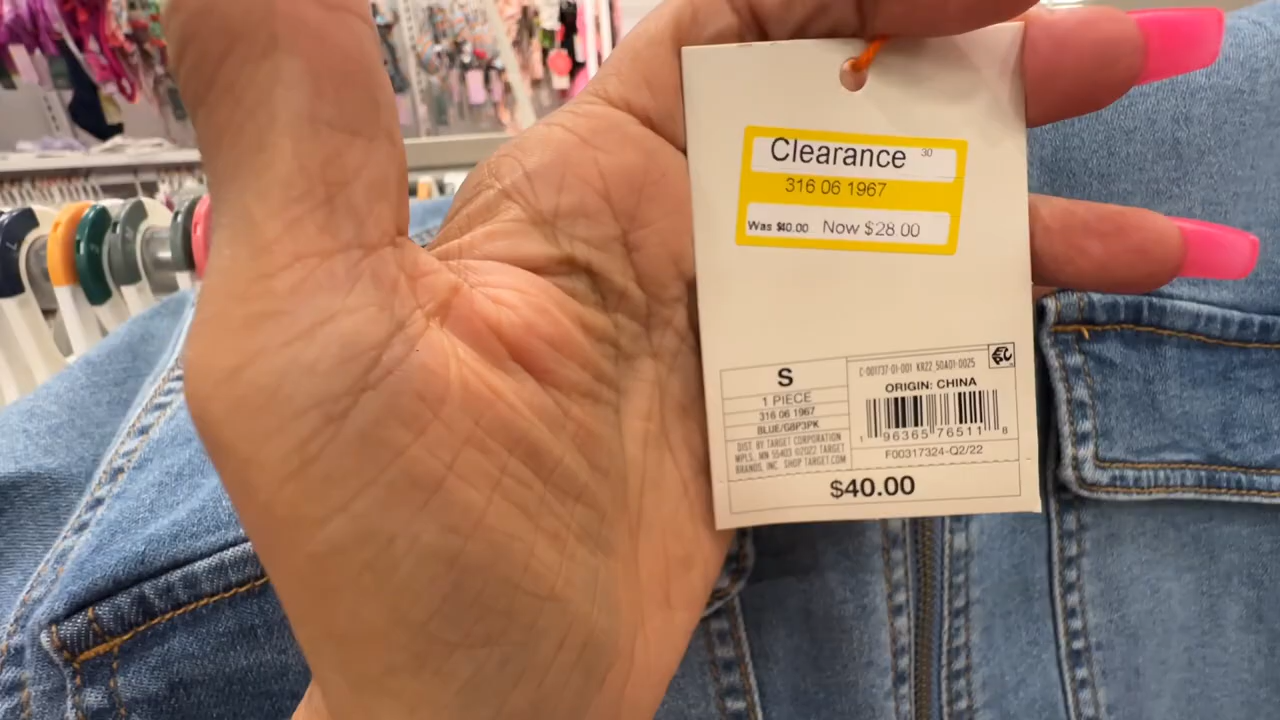 Clearance 30
316 06 1967
Was $40.00 Now $28.00
S
1 PIECE
316 06 1967
BLUE/G8P3PK
DIST. BY TARGET CORPORATION
MPLS., MN 55403 ©2022 TARGET
BRANDS, INC. SHOP TARGET.COM
C-001737-01-001 KR22_50A01-0025
ORIGIN: CHINA
1 96365 76511 8
F00317324-Q2/22
$40.00